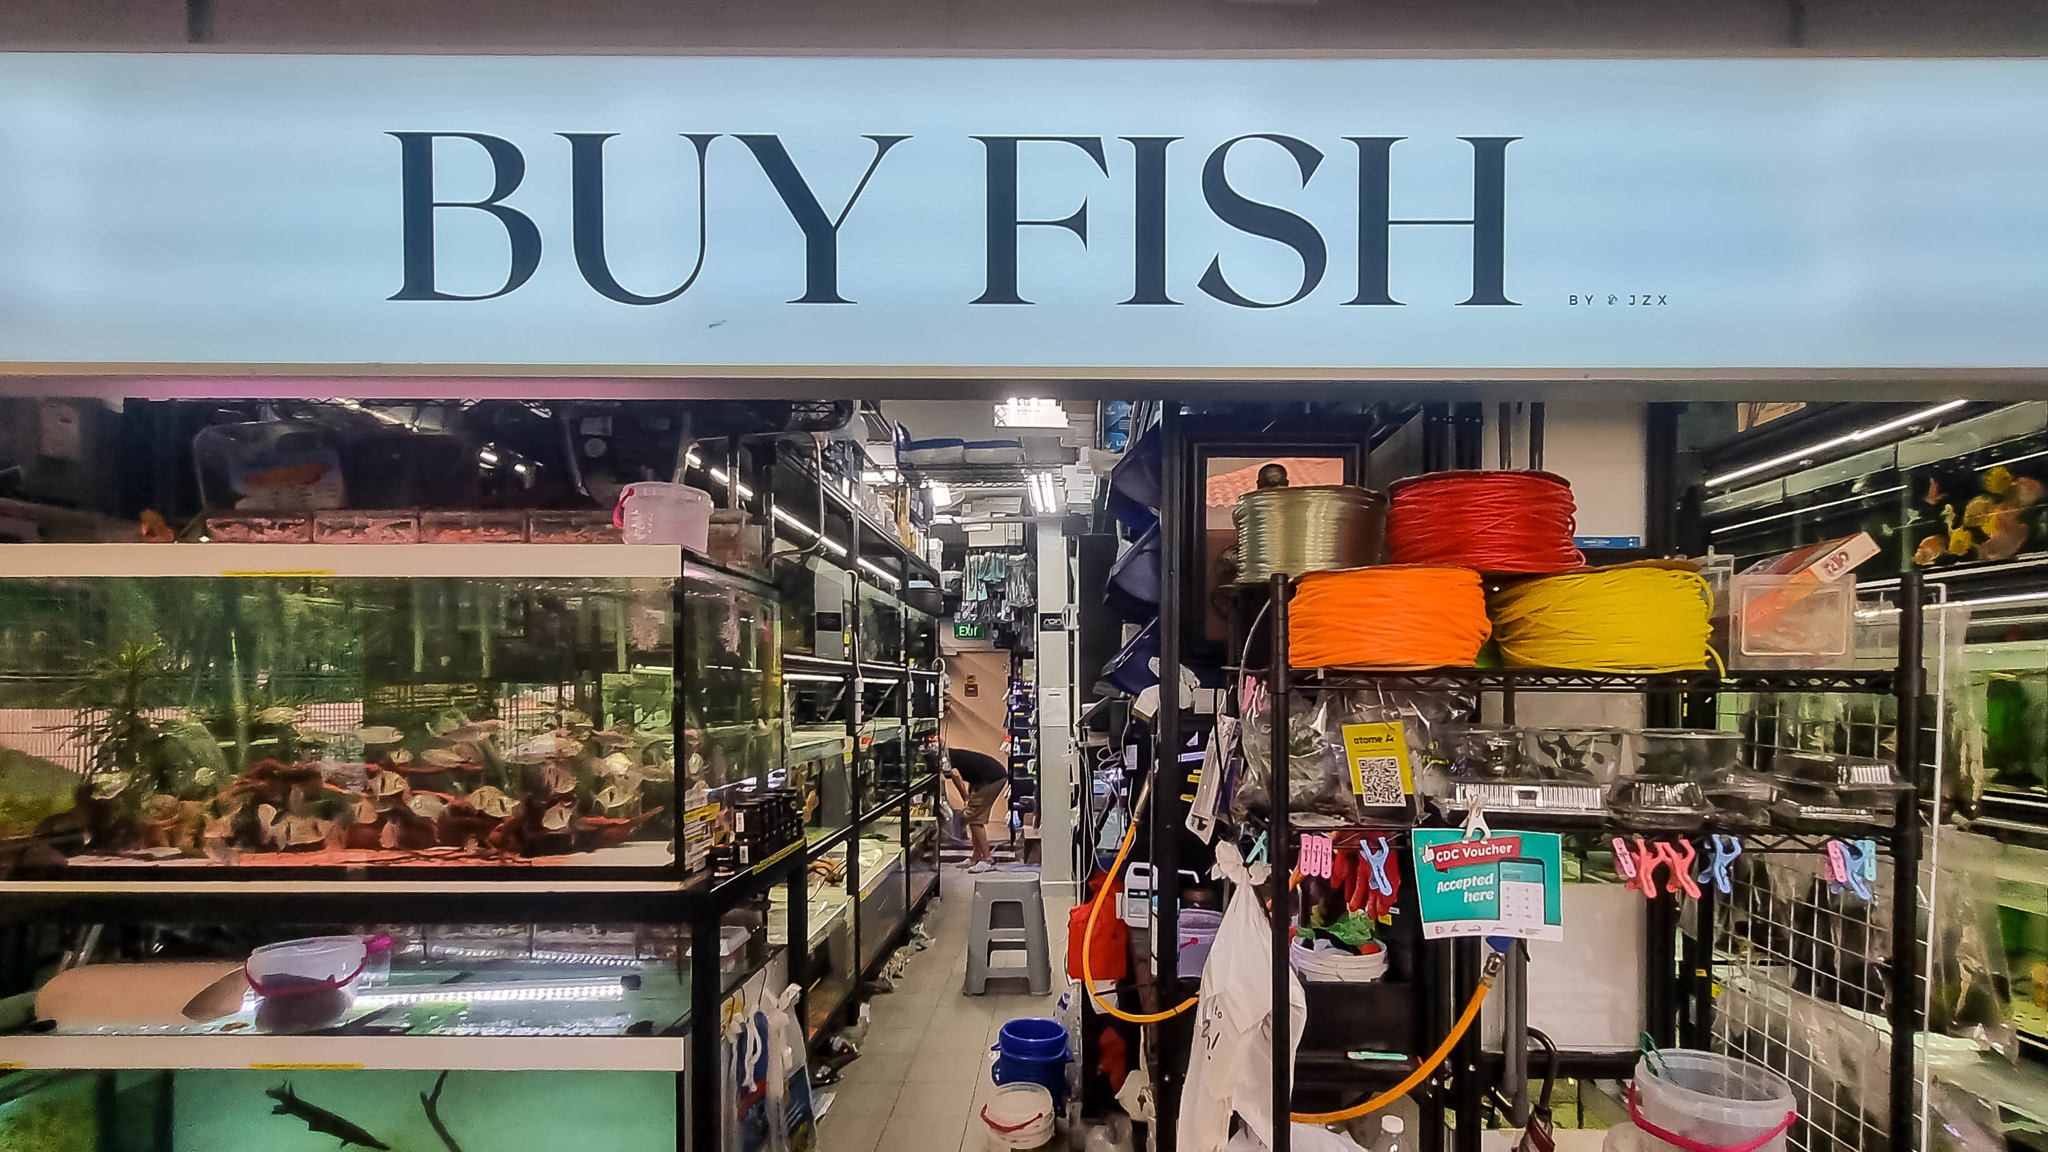 BUY FISH
BY & JZX
EXIT
atome
CDC Voucher
Accepted
here